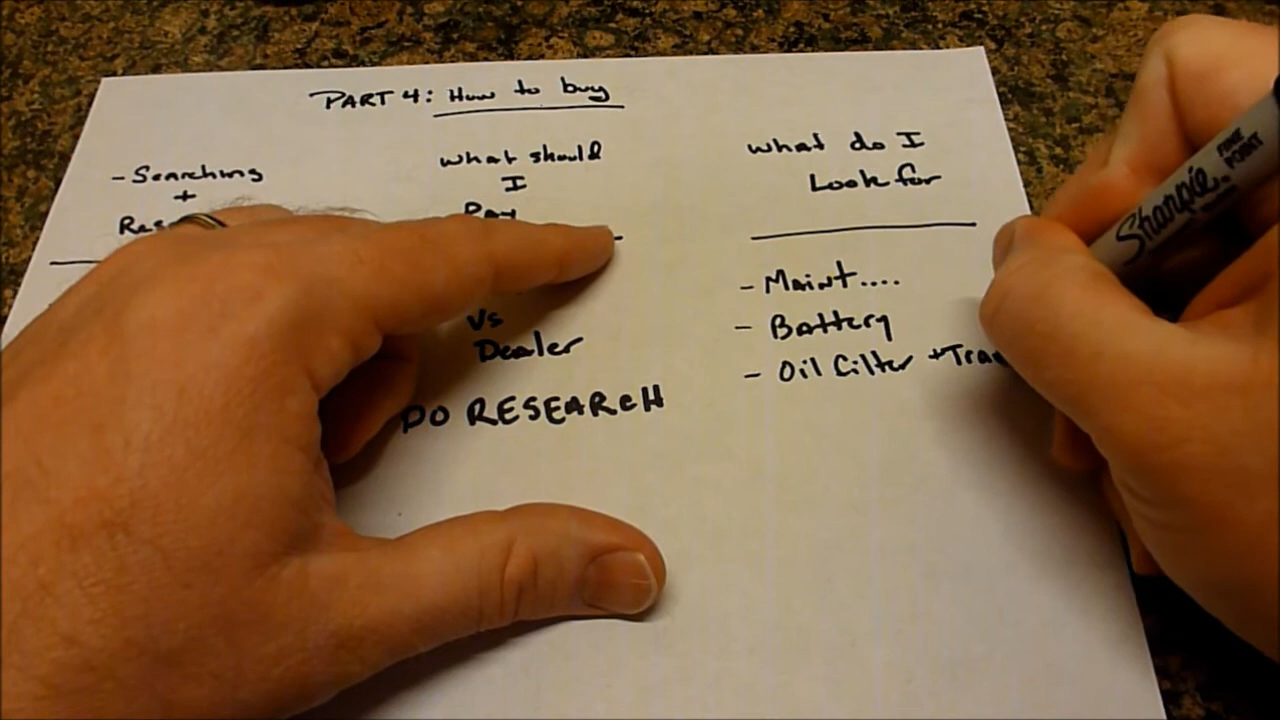 PART 4: How to buy
- Searching
+
What should
I
Pay
What do I
Look for
Vs
Dealer
DO RESEARCH
- Maint....
- Battery
- Oil Filter +
Sharpie.
FINE
POINT